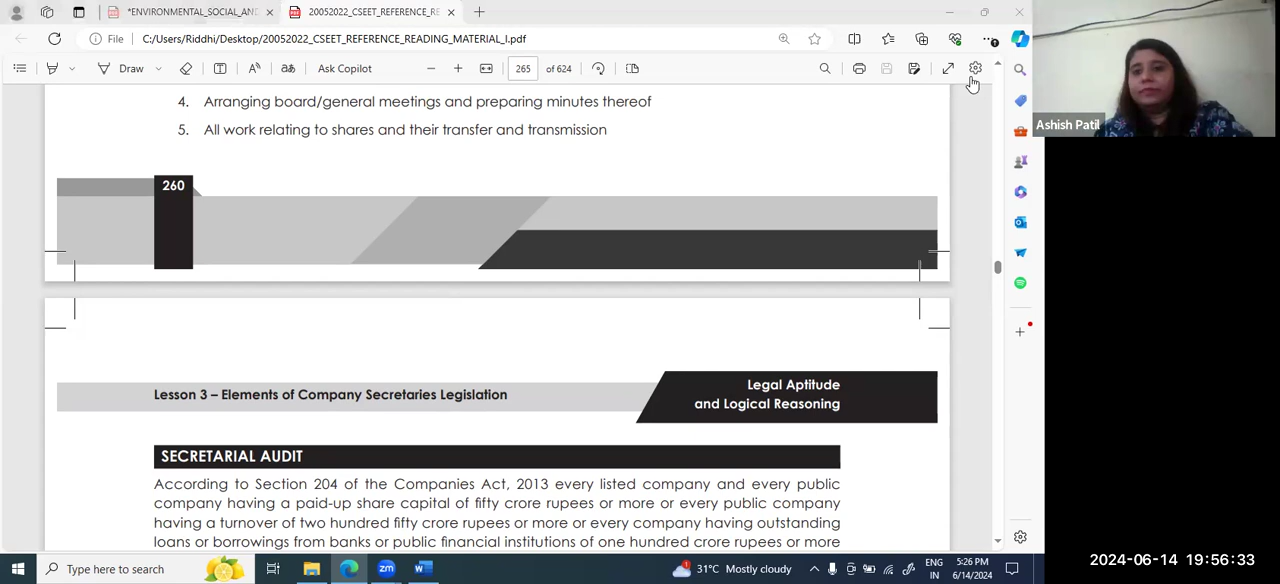 *ENVIRONMENTAL_SOCIAL_AN
20052022_CSEET_REFERENCE_RE
File
C:/Users/Riddhi/Desktop/20052022_CSEET_REFERENCE_READING_MATERIAL_I.pdf
Draw
Ask Copilot
265
of 624
4. Arranging board/general meetings and preparing minutes thereof
5. All work relating to shares and their transfer and transmission
260
Lesson 3 – Elements of Company Secretaries Legislation
Legal Aptitude
and Logical Reasoning
SECRETARIAL AUDIT
According to Section 204 of the Companies Act, 2013 every listed company and every public
company having a paid-up share capital of fifty crore rupees or more or every public company
having a turnover of two hundred fifty crore rupees or more or every company having outstanding
loans or borrowings from banks or public financial institutions of one hundred crore rupees or more
Ashish Patil
Type here to search
zm
31°C Mostly cloudy
ENG
IN
5:26 PM
6/14/2024
2024-06-14 19:56:33